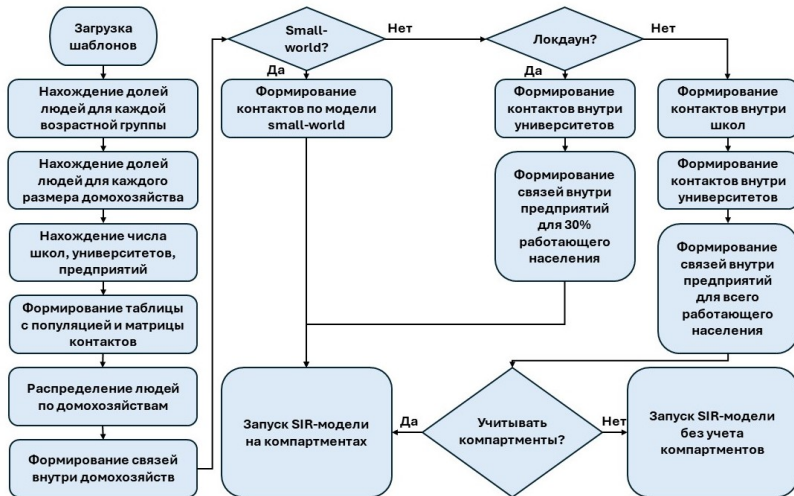 Загрузка
шаблонов
Нахождение долей
людей для каждой
возрастной группы
Нахождение долей
людей для каждого
размера домохозяйства
Нахождение числа
школ, университетов,
предприятий
Формирование таблицы
с популяцией и матрицы
контактов
Распределение людей
по домохозяйствам
Формирование связей
внутри домохозяйств
Small-
world?
Нет
Да
Формирование
контактов по модели
small-world
Локдаун?
Нет
Да
Формирование
контактов внутри
университетов
Формирование
связей внутри
предприятий
для 30%
работающего
населения
Формирование
контактов внутри
школ
Формирование
контактов внутри
университетов
Формирование
связей внутри
предприятий
для всего
работающего
населения
Запуск SIR-модели
на компартментах
Да
Учитывать
компартменты?
Нет
Запуск SIR-модели
без учета
компартментов